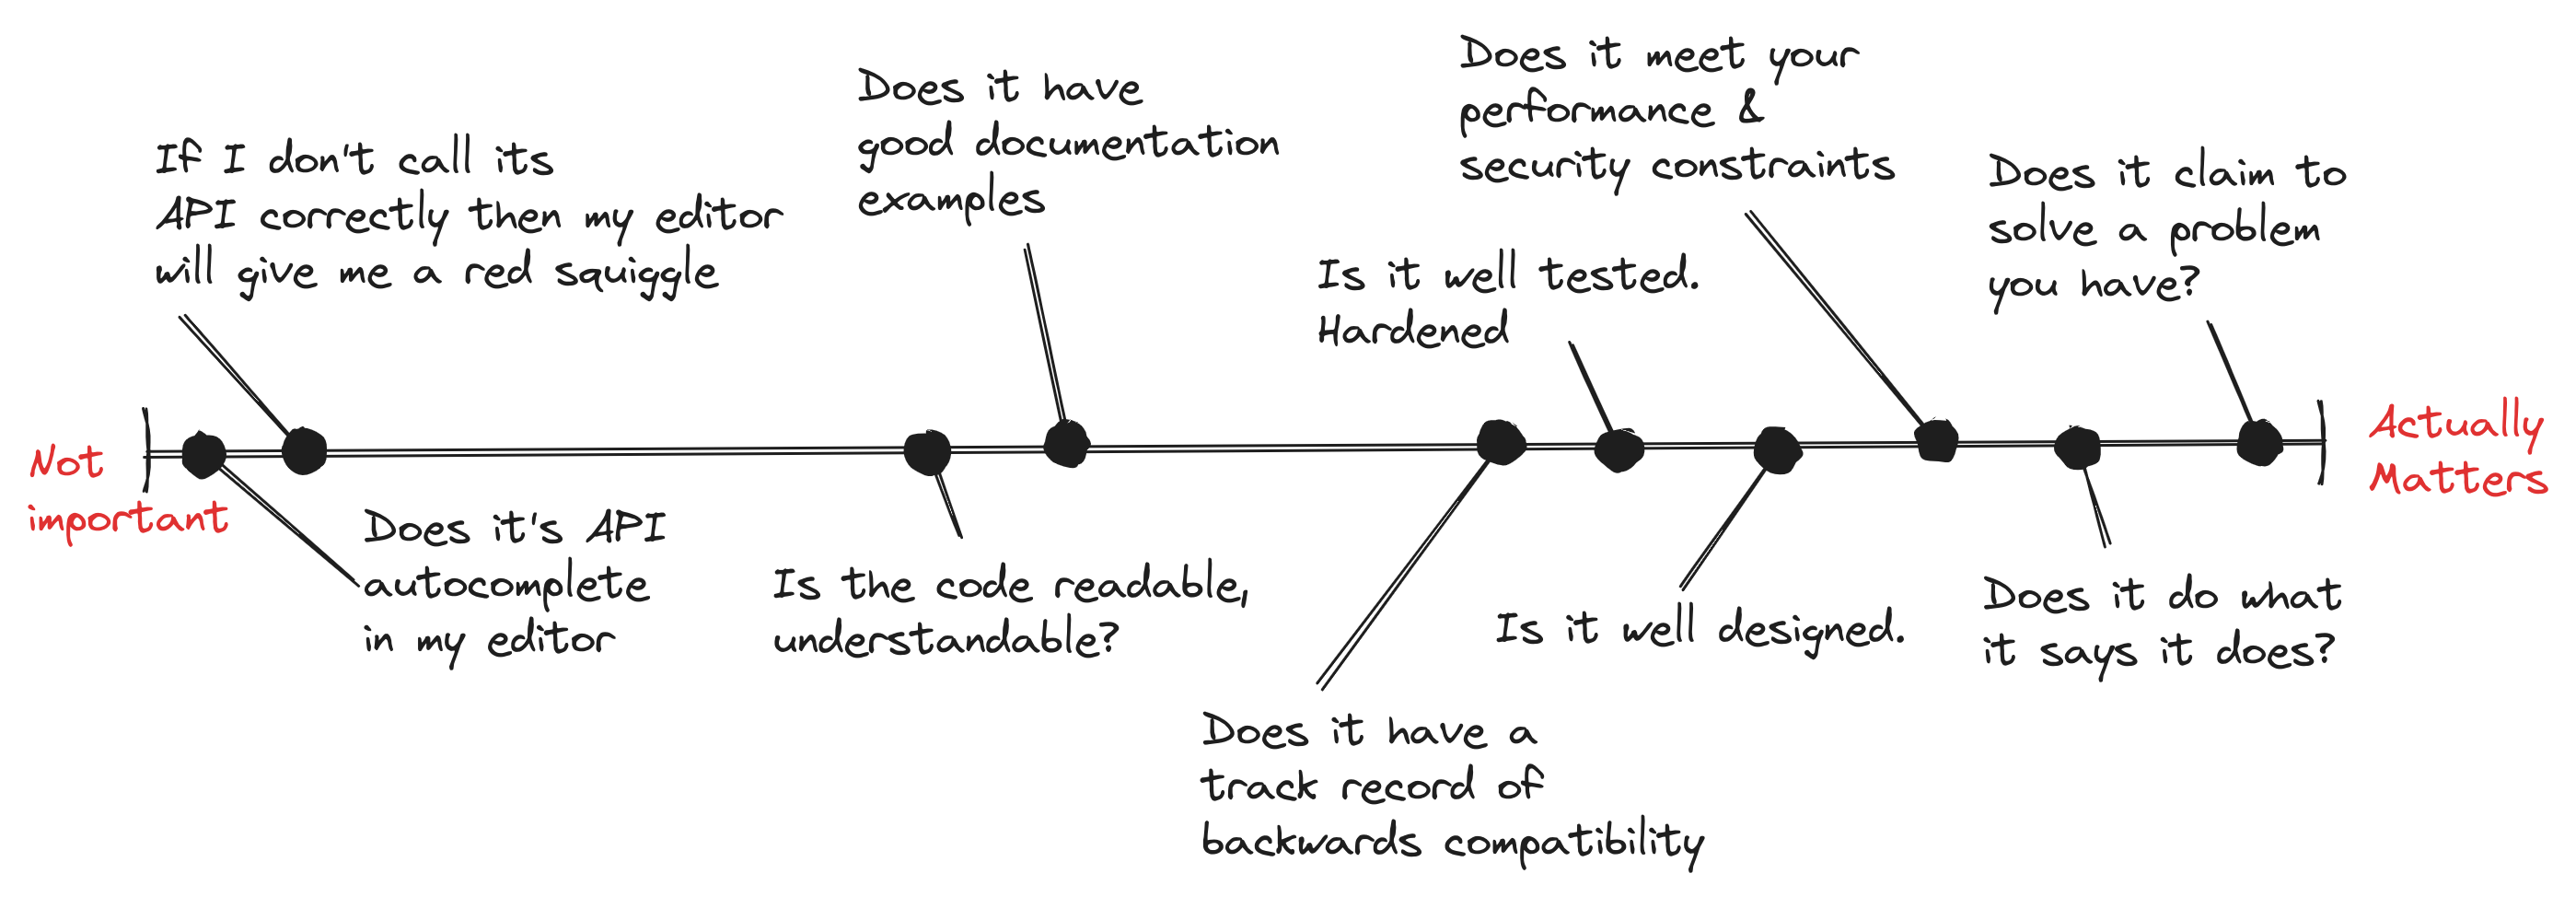 If I don't call its
API correctly then my editor
will give me a red squiggle
Does it have
good documentation
examples
Is it well tested.
Hardened
Does it meet your
performance &
security constraints
Does it claim to
solve a problem
you have?
Not
important
Actually
Matters
Does it's API
autocomplete
in my editor
Is the code readable,
understandable?
Does it have a
track record of
backwards compatibility
Is it well designed.
Does it do what
it says it does?